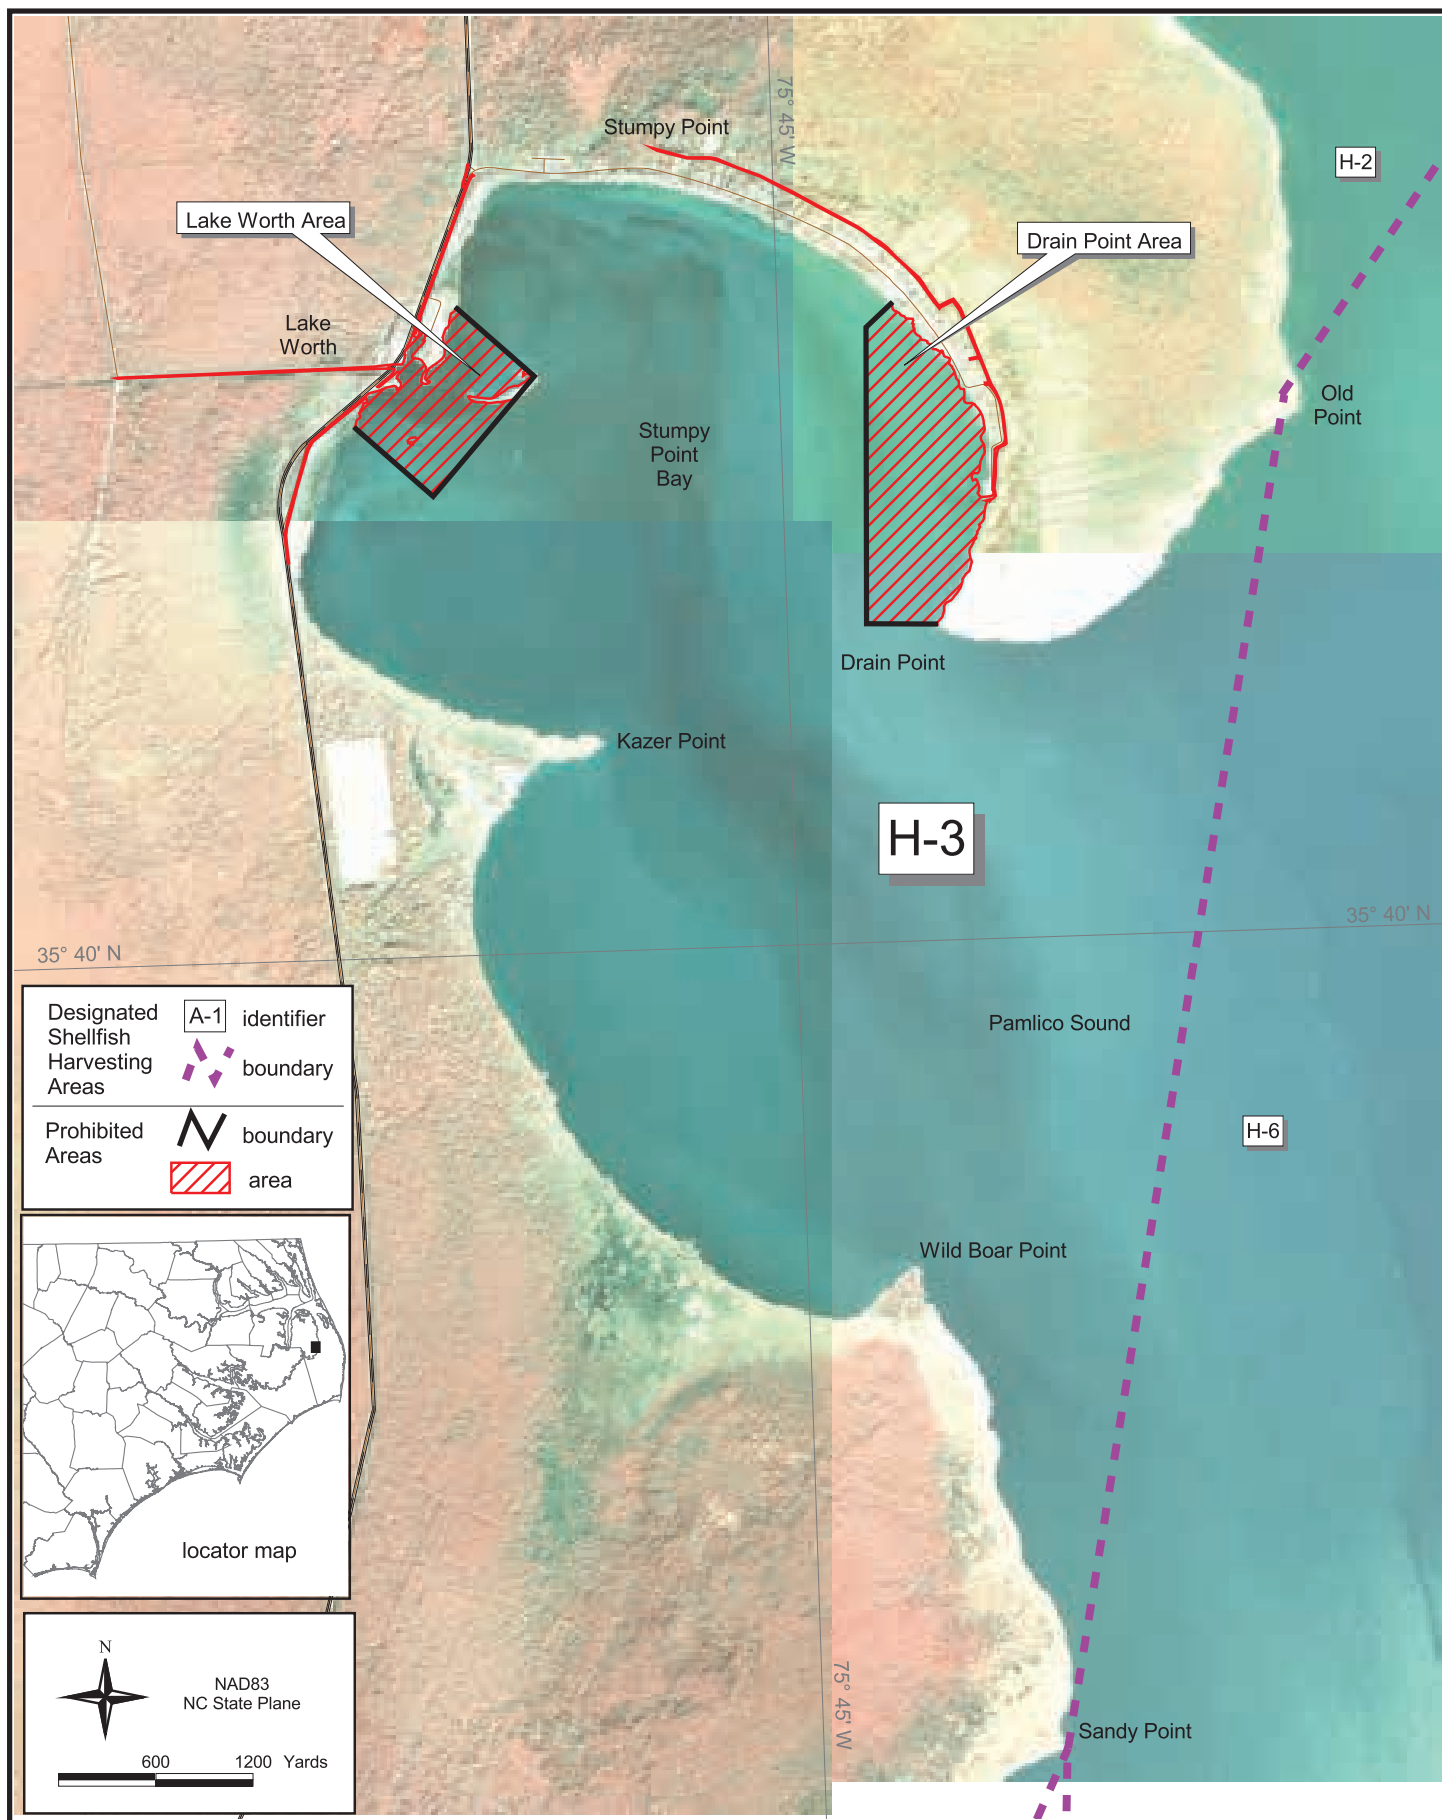 Stumpy Point
75° 45' W
H-2
Lake Worth Area
Drain Point Area
Lake
Worth
Old
Point
Stumpy
Point
Bay
Drain Point
Kazer Point
H-3
35° 40' N
35° 40' N
Designated
Shellfish
Harvesting
Areas
A-1
identifier
boundary
Prohibited
Areas
boundary
area
Pamlico Sound
H-6
Wild Boar Point
locator map
N
NAD83
NC State Plane
600 1200 Yards
75° 45' W
Sandy Point